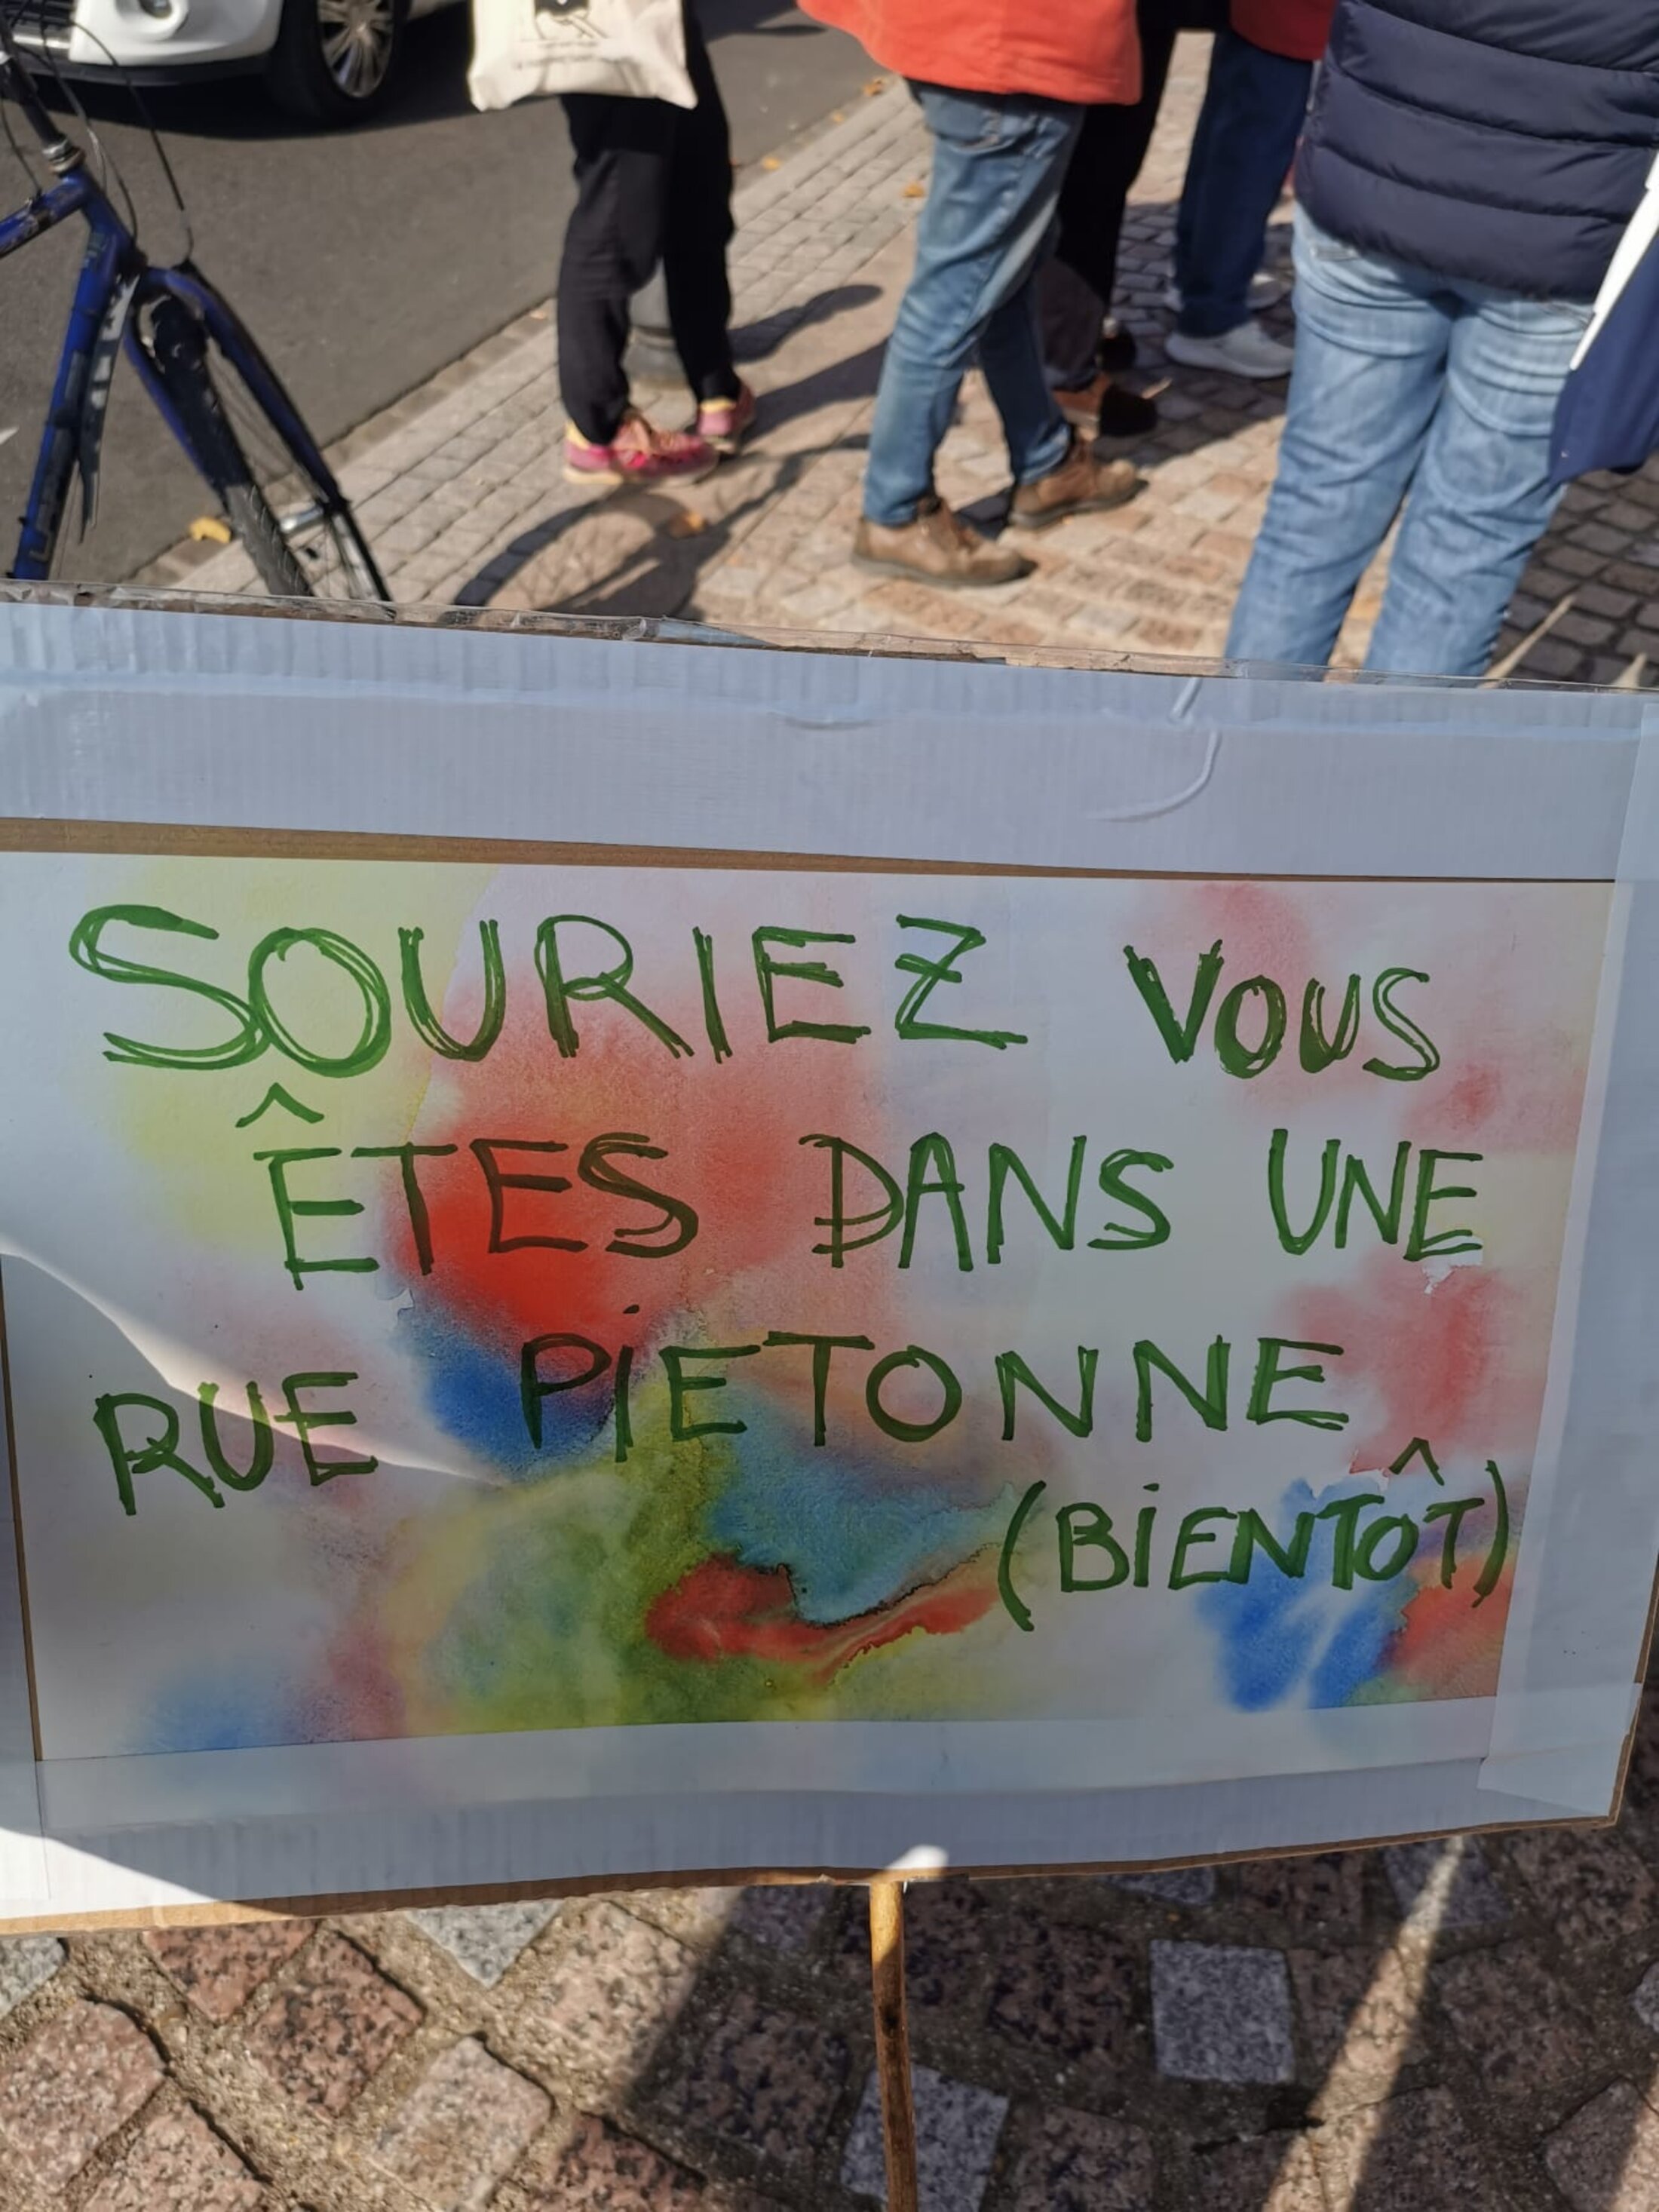 SOURIEZ VOUS
ÊTES DANS UNE
RUE PIETONNE
(BIENTÔT)